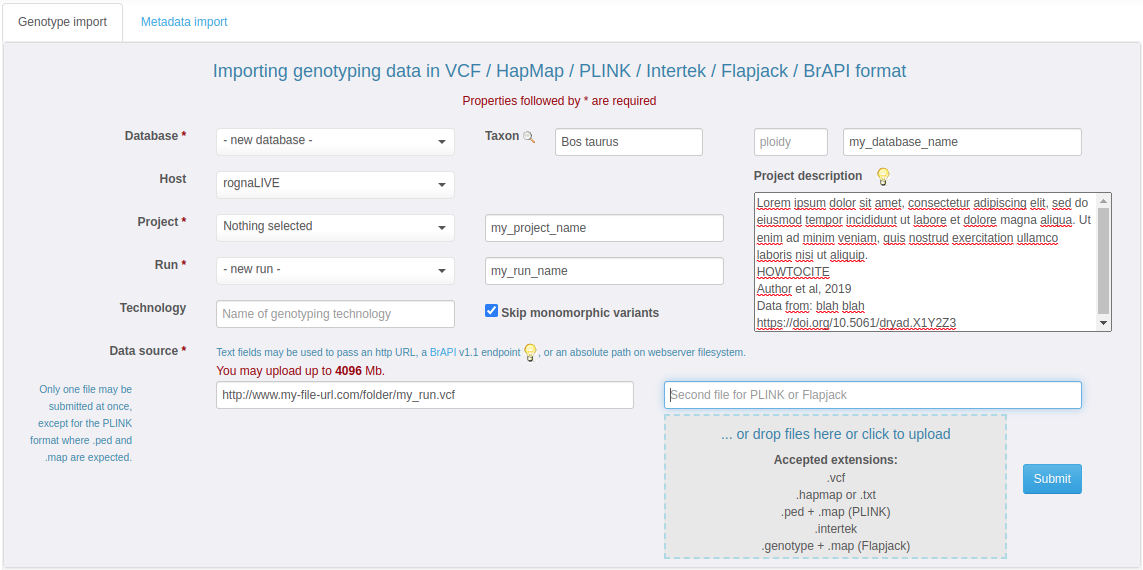 Genotype import
Metadata import
Importing genotyping data in VCF / HapMap / PLINK / Intertek / Flapjack / BrAPI format
Properties followed by * are required
Database *
- new database -
Taxon
Bos taurus
ploidy
my_database_name
Host
rognaLIVE
Project description
Lorem ipsum dolor sit amet, consectetur adipiscing elit, sed do
eiusmod tempor incididunt ut labore et dolore magna aliqua. Ut
enim ad minim veniam, quis nostrud exercitation ullamco
laboris nisi ut aliquip.
HOWTOCITE
Author et al, 2019
Data from: blah blah
https://doi.org/10.5061/dryad.X1Y2Z3
Project *
Nothing selected
my_project_name
Run *
- new run -
my_run_name
Technology
Name of genotyping technology
Skip monomorphic variants
Data source *
Text fields may be used to pass an http URL, a BrAPI v1.1 endpoint , or an absolute path on webserver filesystem.
You may upload up to 4096 Mb.
Only one file may be
submitted at once,
except for the PLINK
format where .ped and
.map are expected.
http://www.my-file-url.com/folder/my_run.vcf
Second file for PLINK or Flapjack
... or drop files here or click to upload
Accepted extensions:
.vcf
.hapmap or .txt
.ped + .map (PLINK)
.intertek
.genotype + .map (Flapjack)
Submit